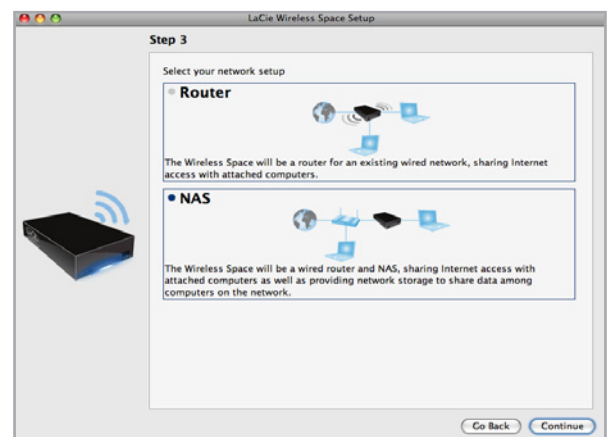 LaCie Wireless Space Setup
Step 3
Select your network setup
Router
The Wireless Space will be a router for an existing wired network, sharing Internet
access with attached computers.
NAS
The Wireless Space will be a wired router and NAS, sharing Internet access with
attached computers as well as providing network storage to share data among
computers on the network.
Go Back Continue